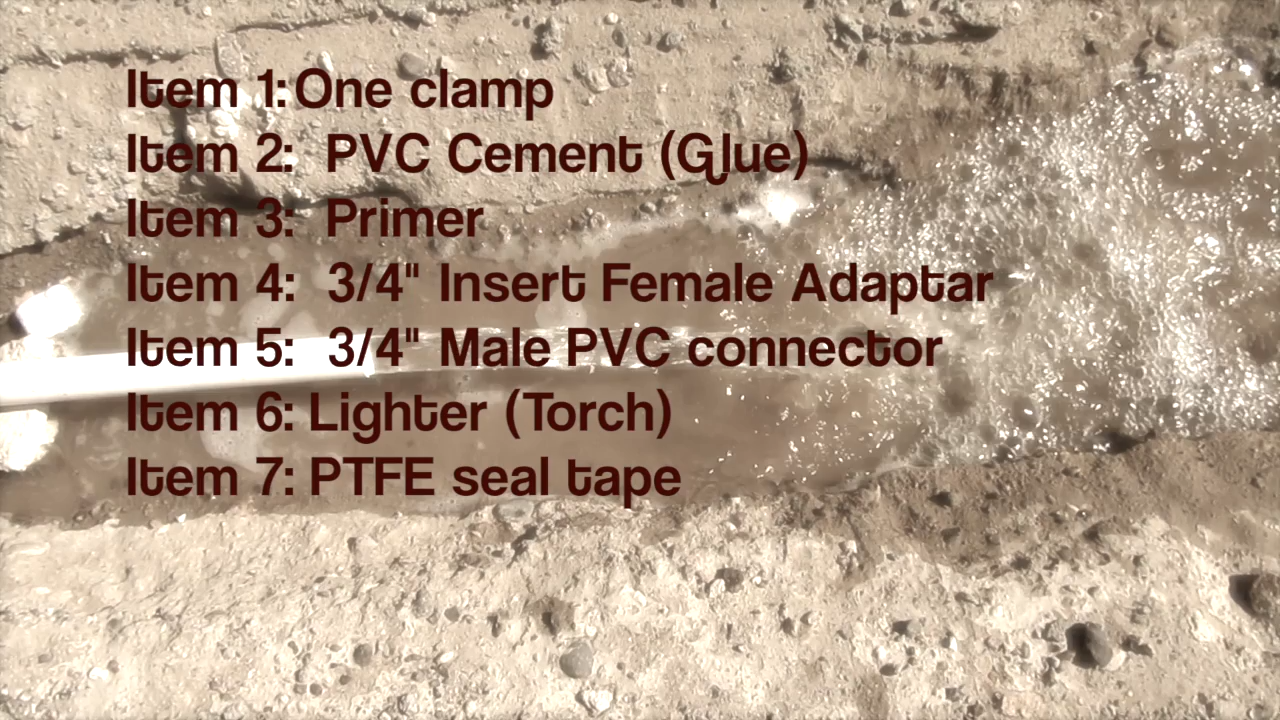 Item 1: One clamp
Item 2: PVC Cement (Glue)
Item 3: Primer
Item 4: 3/4" Insert Female Adaptar
Item 5: 3/4" Male PVC connector
Item 6: Lighter (Torch)
Item 7: PTFE seal tape